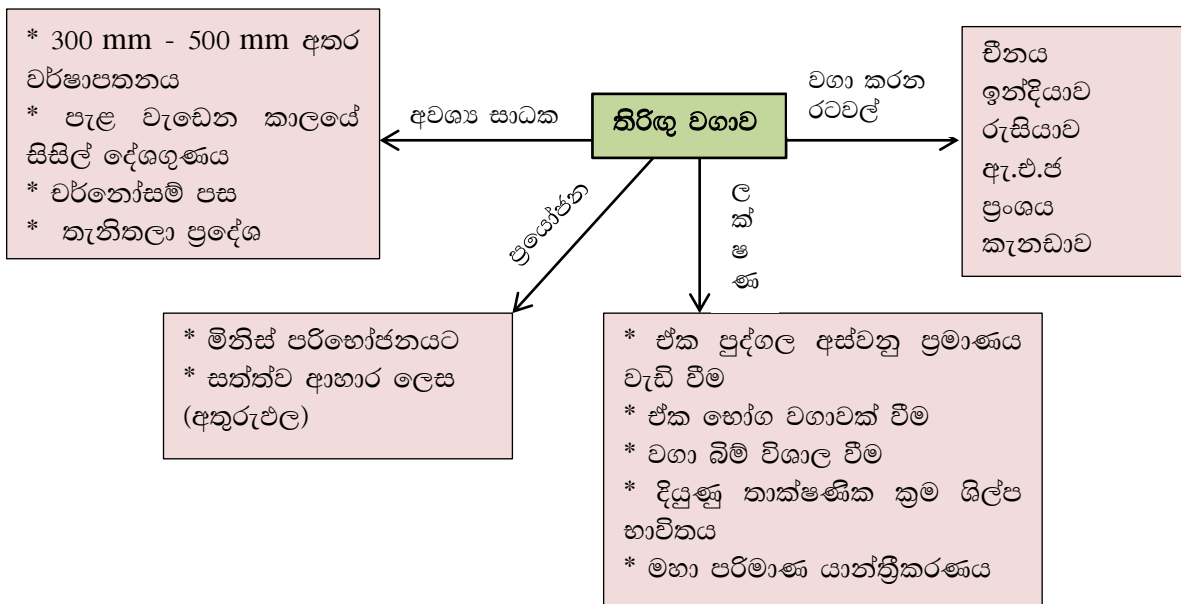 * 300 mm - 500 mm අතර
වර්ෂාපතනය
* පැළ වැඩෙන කාලයේ
සිසිල් දේශගුණය
* චර්නෝසම් පස
* තැනිතලා ප්‍රදේශ
අවශ්‍ය සාධක
තිරිඟු වගාව
වගා කරන
රටවල්
චීනය
ඉන්දියාව
රුසියාව
ඇ.එ.ජ
ප්‍රංශය
කැනඩාව
ප්‍රයෝජන
ලක්ෂණ
* මිනිස් පරිභෝජනයට
* සත්ත්ව ආහාර ලෙස
(අතුරුඵල)
* ඒක පුද්ගල අස්වනු ප්‍රමාණය
වැඩි වීම
* ඒක භෝග වගාවක් වීම
* වගා බිම් විශාල වීම
* දියුණු තාක්ෂණික ක්‍රම ශිල්ප
භාවිතය
* මහා පරිමාණ යාන්ත්‍රීකරණය